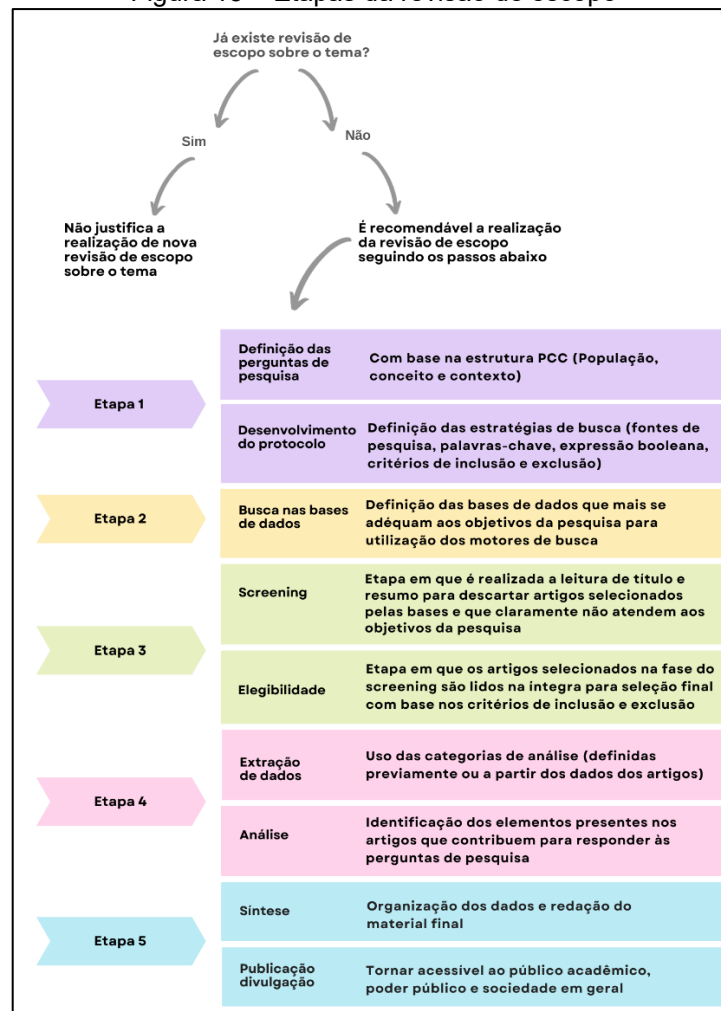 Já existe revisão de
escopo sobre o tema?
Sim
Não
Não justifica a
realização de nova
revisão de escopo
sobre o tema
É recomendável a realização
da revisão de escopo
seguindo os passos abaixo
Etapa 1
Definição das
perguntas de
pesquisa
Com base na estrutura PCC (População,
conceito e contexto)
Desenvolvimento
do protocolo
Definição das estratégias de busca (fontes
de pesquisa, palavras-chave, expressão booleana,
critérios de inclusão e exclusão)
Etapa 2
Busca nas bases
de dados
Definição das bases de dados que mais se
adéquam aos objetivos da pesquisa para
utilização dos motores de busca
Etapa 3
Screening
Etapa em que é realizada a leitura de título e
resumo para descartar artigos selecionados
pelas bases e que claramente não atendem aos
objetivos da pesquisa
Elegibilidade
Etapa em que os artigos selecionados na fase do
screening são lidos na íntegra para seleção final
com base nos critérios de inclusão e exclusão
Etapa 4
Extração
de dados
Uso das categorias de análise (definidas
previamente ou a partir dos dados dos artigos)
Análise
Identificação dos elementos presentes nos
artigos que contribuem para responder às
perguntas de pesquisa
Etapa 5
Síntese
Organização dos dados e redação do
material final
Publicação
divulgação
Tornar acessível ao público acadêmico,
poder público e sociedade em geral